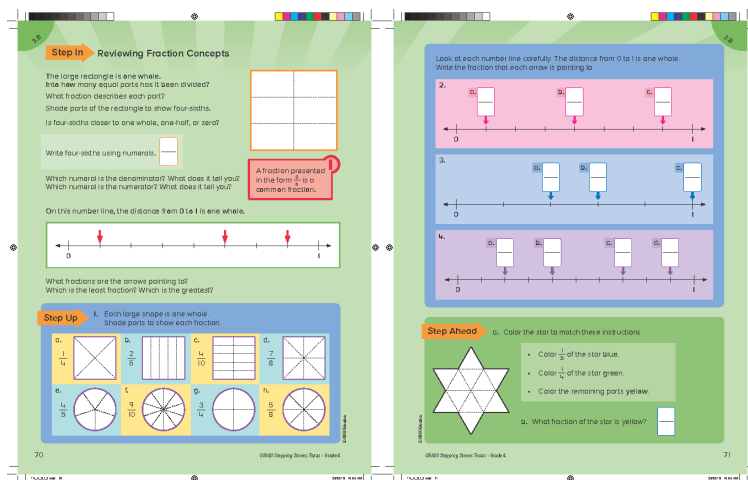 3.8
Step In
Reviewing Fraction Concepts
The large rectangle is one whole.
Into how many equal parts has it been divided?
What fraction describes each part?
Shade parts of the rectangle to show four-sixths.
Is four-sixths closer to one whole, one-half, or zero?
Write four-sixths using numerals.
Which numeral is the denominator? What does it tell you?
Which numeral is the numerator? What does it tell you?
A fraction presented
in the form a/b is a
common fraction.
On this number line, the distance from 0 to 1 is one whole.
0 1
What fractions are the arrows pointing to?
Which is the least fraction? Which is the greatest?
Step Up
1. Each large shape is one whole.
Shade parts to show each fraction.
a. 1/4
b. 2/5
c. 4/10
d. 7/8
e. 4/5
f. 9/10
g. 3/4
h. 5/8
70
ORIGO Stepping Stones Texas • Grade 4
3.8
Look at each number line carefully. The distance from 0 to 1 is one whole.
Write the fraction that each arrow is pointing to.
2.
a. b. c.
0 1
3.
a. b. c.
0 1
4.
a. b. c. d.
0 1
Step Ahead
a. Color the star to match these instructions:
• Color 1/3 of the star blue.
• Color 1/4 of the star green.
• Color the remaining parts yellow.
b. What fraction of the star is yellow?
ORIGO Stepping Stones Texas • Grade 4
71